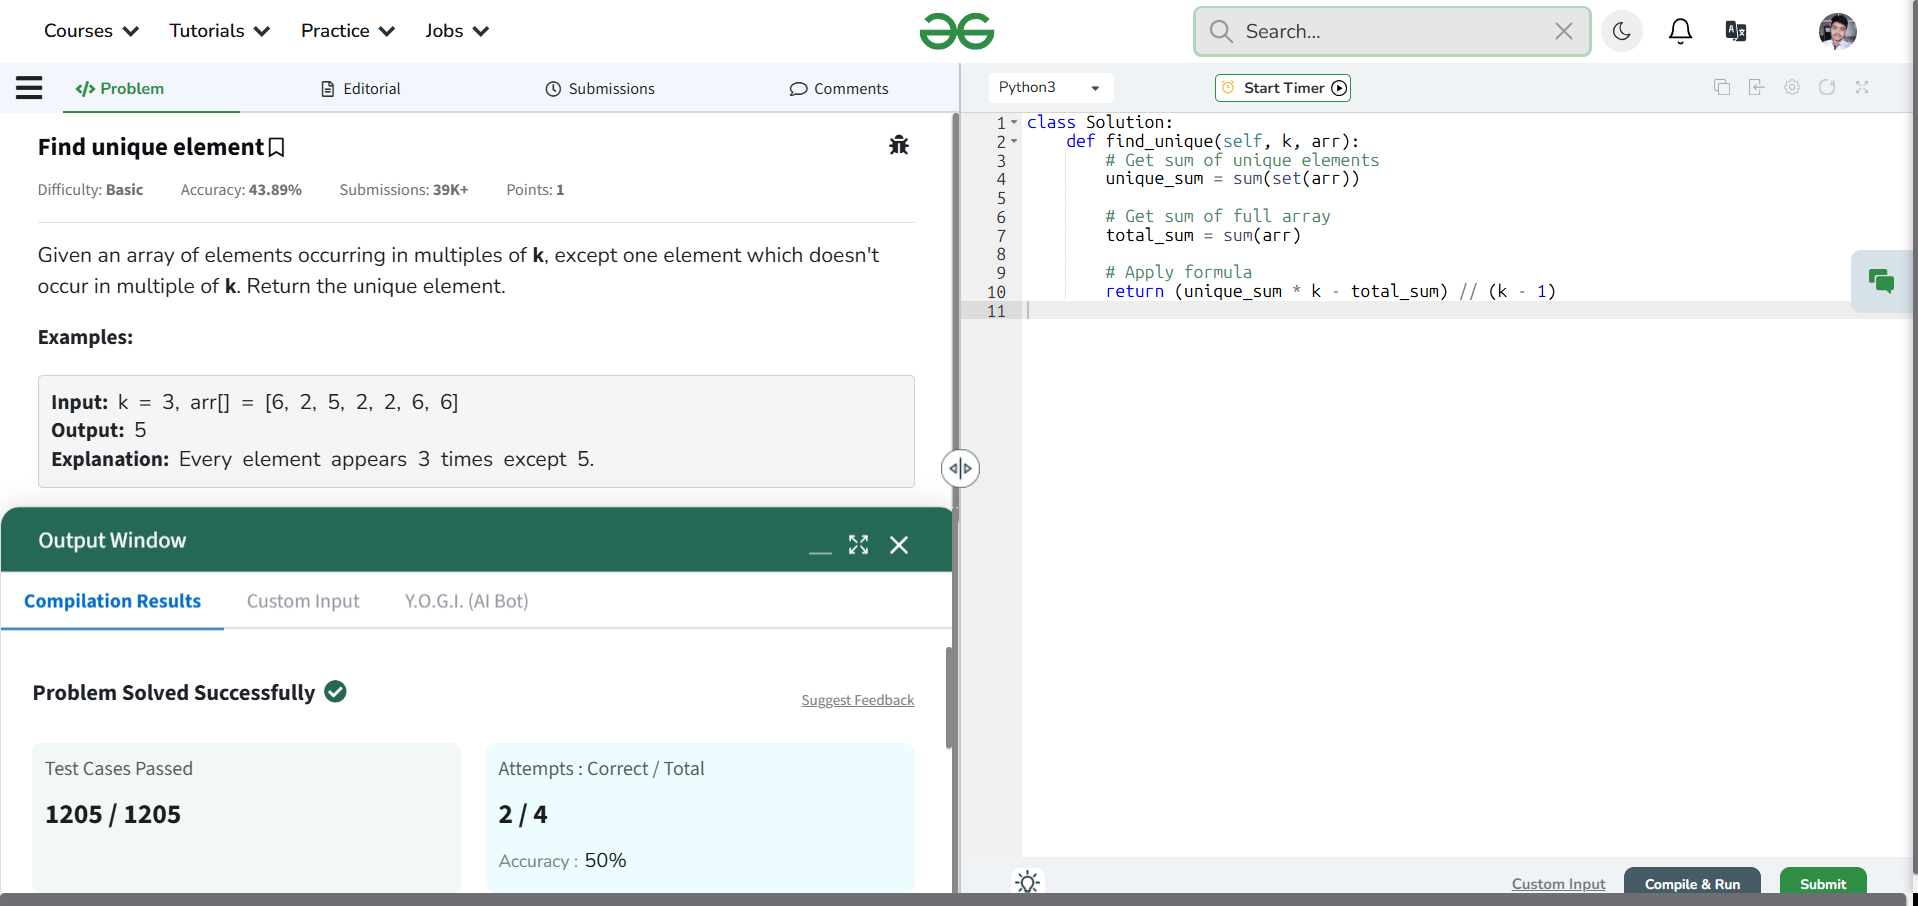 Courses Tutorials Practice Jobs Search...
</> Problem Editorial Submissions Comments Python3 Start Timer
Find unique element
Difficulty: Basic Accuracy: 43.89% Submissions: 39K+ Points: 1
Given an array of elements occurring in multiples of k, except one element which doesn't
occur in multiple of k. Return the unique element.
Examples:
Input: k = 3, arr[] = [6, 2, 5, 2, 2, 6, 6]
Output: 5
Explanation: Every element appears 3 times except 5.
Output Window
Compilation Results Custom Input Y.O.G.I. (AI Bot)
Problem Solved Successfully
Suggest Feedback
Test Cases Passed
1205 / 1205
Attempts : Correct / Total
2 / 4
Accuracy : 50%
1 class Solution:
2 def find_unique(self, k, arr):
3 # Get sum of unique elements
4 unique_sum = sum(set(arr))
5
6 # Get sum of full array
7 total_sum = sum(arr)
8
9 # Apply formula
10 return (unique_sum * k - total_sum) // (k - 1)
11
Custom Input Compile & Run Submit